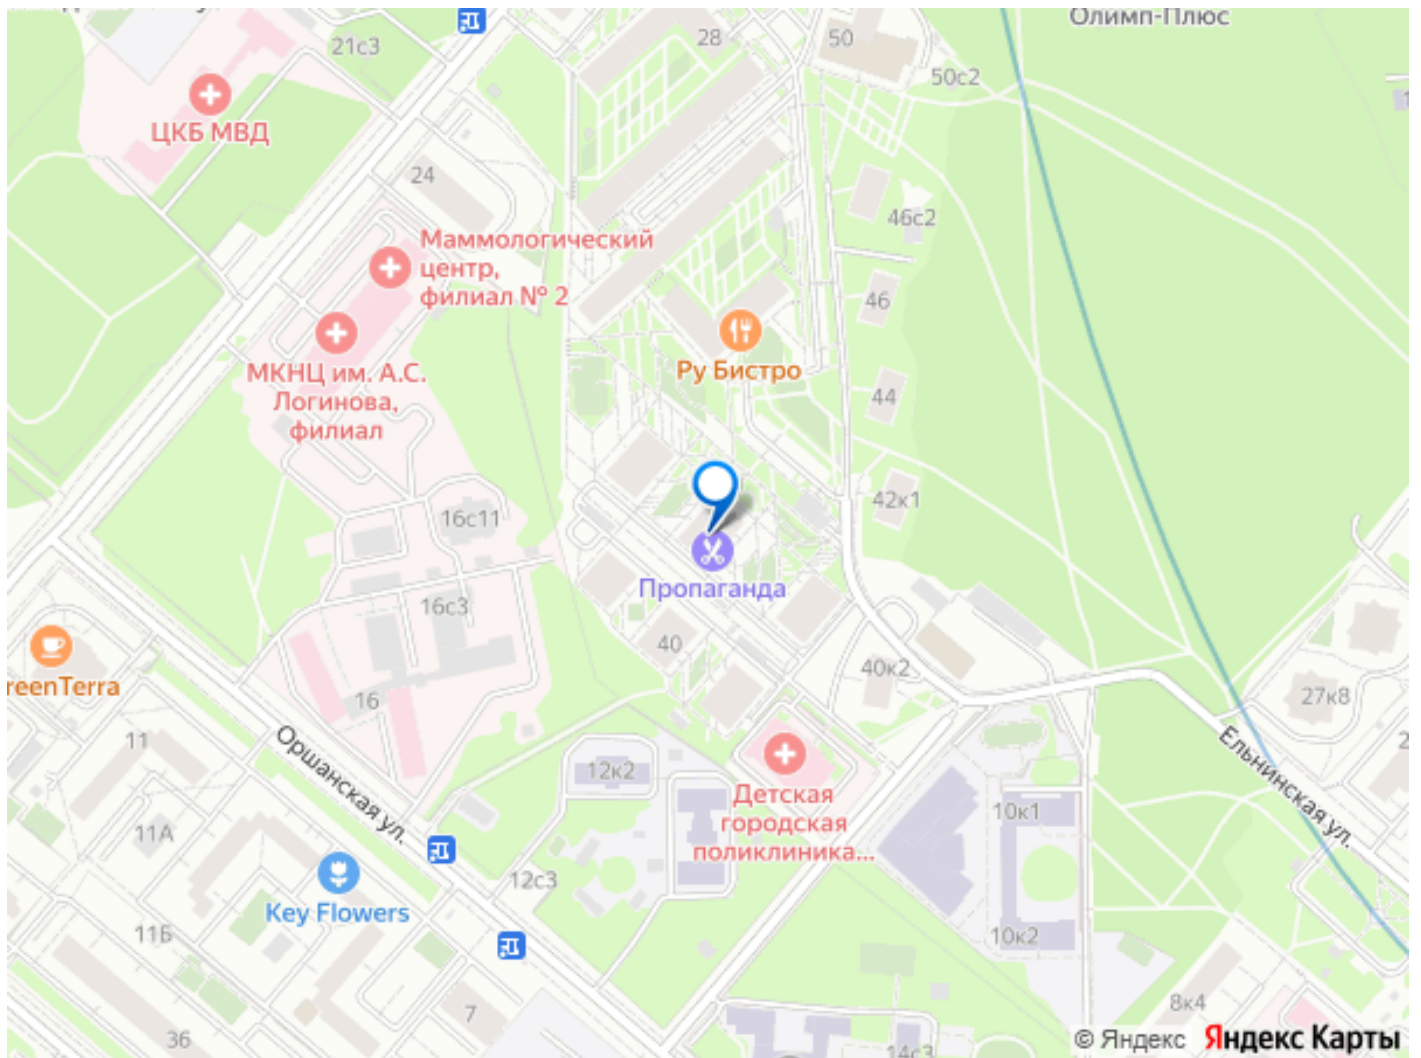 Олимп-Плюс
28
50
21с3
50с2
ЦКБ МВД
24
46с2
Маммологический
центр,
филиал № 2
46
Ру Бистро
МКНЦ им. А.С.
Логинова,
филиал
44
42к1
16с11
Пропаганда
16с3
40
40к2
reenTerra
16
27к8
11
Оршанская ул.
Ельнинская ул.
12к2
Детская
городская
поликлиника...
10к1
11А
12с3
Key Flowers
11Б
10к2
7
8к4
36
14с3
© Яндекс Яндекс Карты